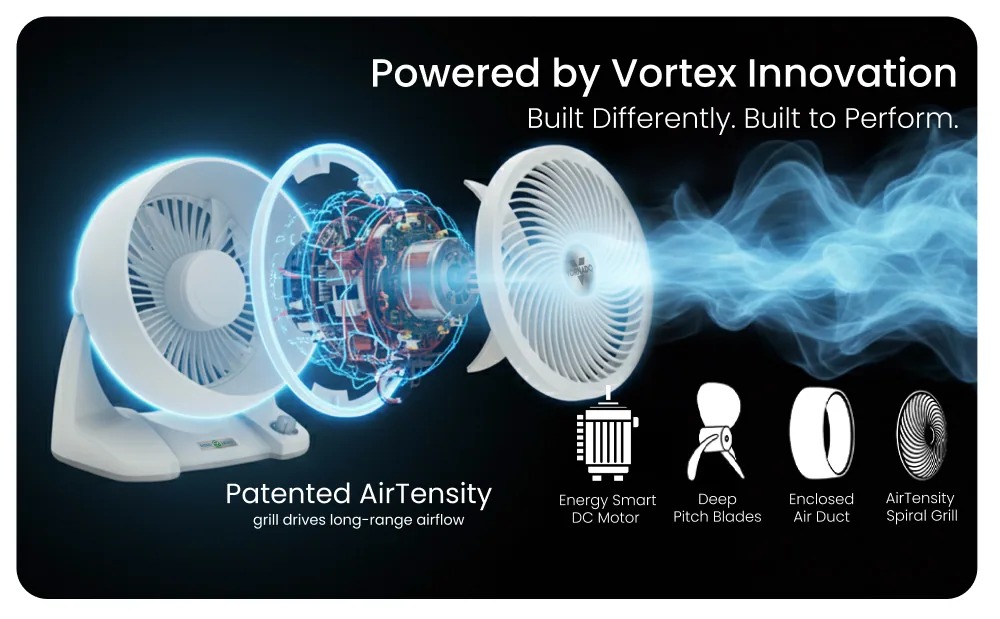 Powered by Vortex Innovation
Built Differently. Built to Perform.
Patented AirTensity
grill drives long-range airflow
Energy Smart
DC Motor
Deep
Pitch Blades
Enclosed
Air Duct
AirTensity
Spiral Grill